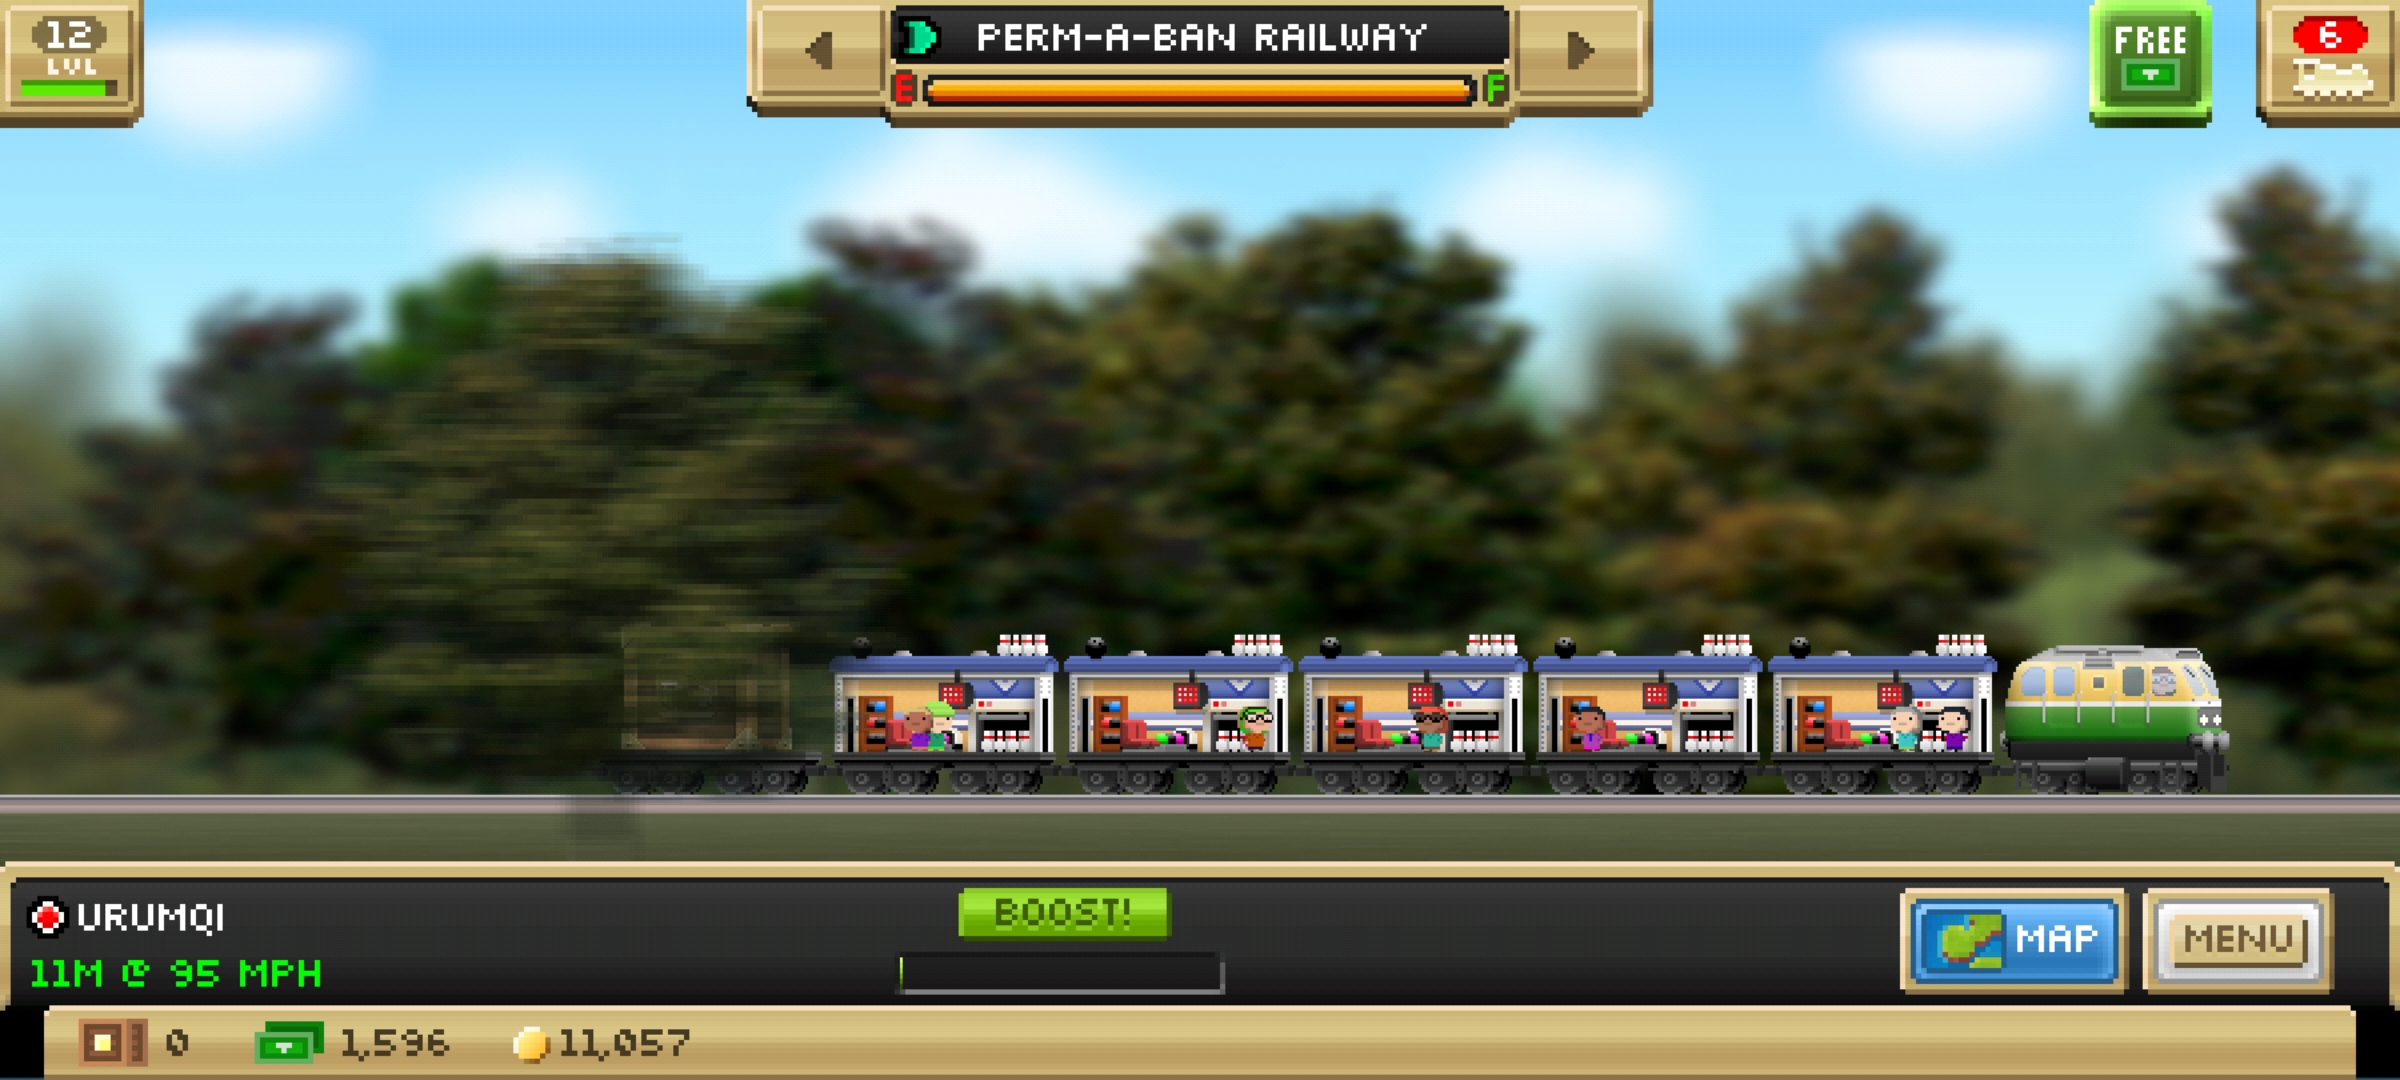 12
LVL
PERM-A-BAN RAILWAY
E F
FREE
6
URUMQI
11M @ 95 MPH
BOOST!
MAP
MENU
0
1,596
11,057